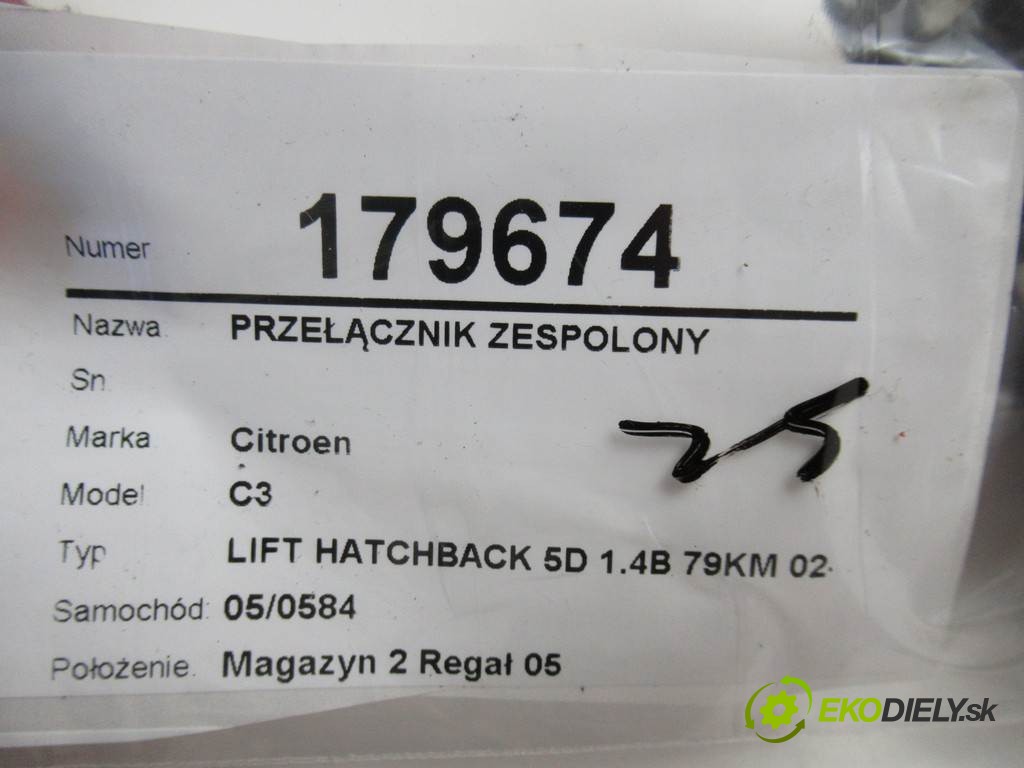 Numer 179674
Nazwa PRZEŁĄCZNIK ZESPOLONY
Sn
Marka Citroen
25
Model C3
Typ LIFT HATCHBACK 5D 1.4B 79KM 02-
Samochód: 05/0584
Położenie. Magazyn 2 Regał 05
EKODIELY.sk